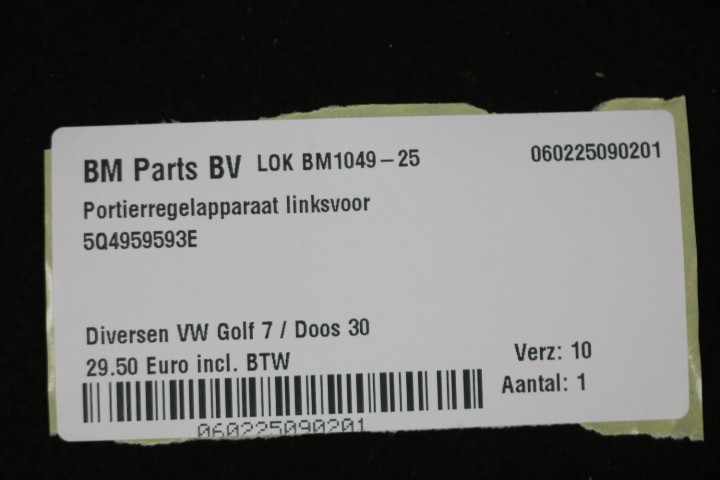 BM Parts BV LOK BM1049-25 060225090201
Portierregelapparaat linksvoor
5Q4959593E
Diversen VW Golf 7 / Doos 30
29.50 Euro incl. BTW
Verz: 10
Aantal: 1
060225090201